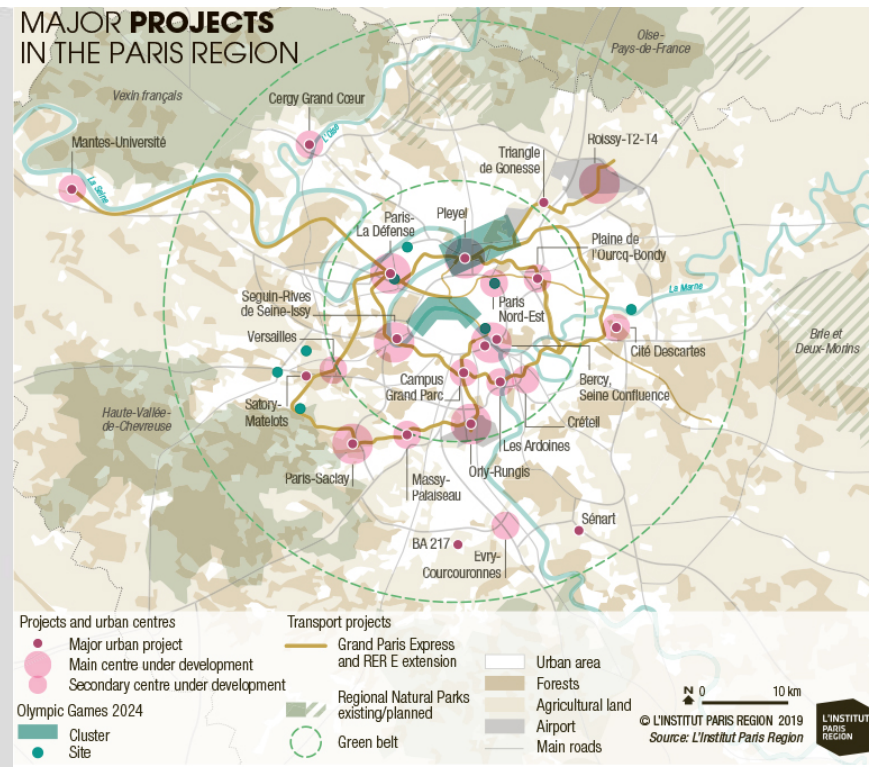 MAJOR PROJECTS
IN THE PARIS REGION
Oise-
Pays-de-France
Vexin français
Cergy Grand Cœur
L'Oise
Mantes-Université
La Seine
Triangle
de Gonesse
Roissy-T2-T4
Paris-
La Défense
Pleyel
Plaine de
l'Ourcq-Bondy
La Marne
Seguin-Rives
de Seine-Issy
Paris
Nord-Est
Versailles
Cité Descartes
Brie et
Deux-Morins
Campus
Grand Parc
Bercy,
Seine Confluence
Haute-Vallée-
de-Chevreuse
Satory-
Matelots
Créteil
Les Ardoines
Paris-Saclay
Massy-
Palaiseau
Orly-Rungis
Sénart
BA 217
Evry-
Courcouronnes
Projects and urban centres
Major urban project
Main centre under development
Secondary centre under development
Olympic Games 2024
Cluster
Site
Transport projects
Grand Paris Express
and RER E extension
Regional Natural Parks
existing/planned
Green belt
Urban area
Forests
Agricultural land
Airport
Main roads
N 0 10 km
© L'INSTITUT PARIS REGION 2019
Source: L'Institut Paris Region
L'INSTITUT
PARIS
REGION